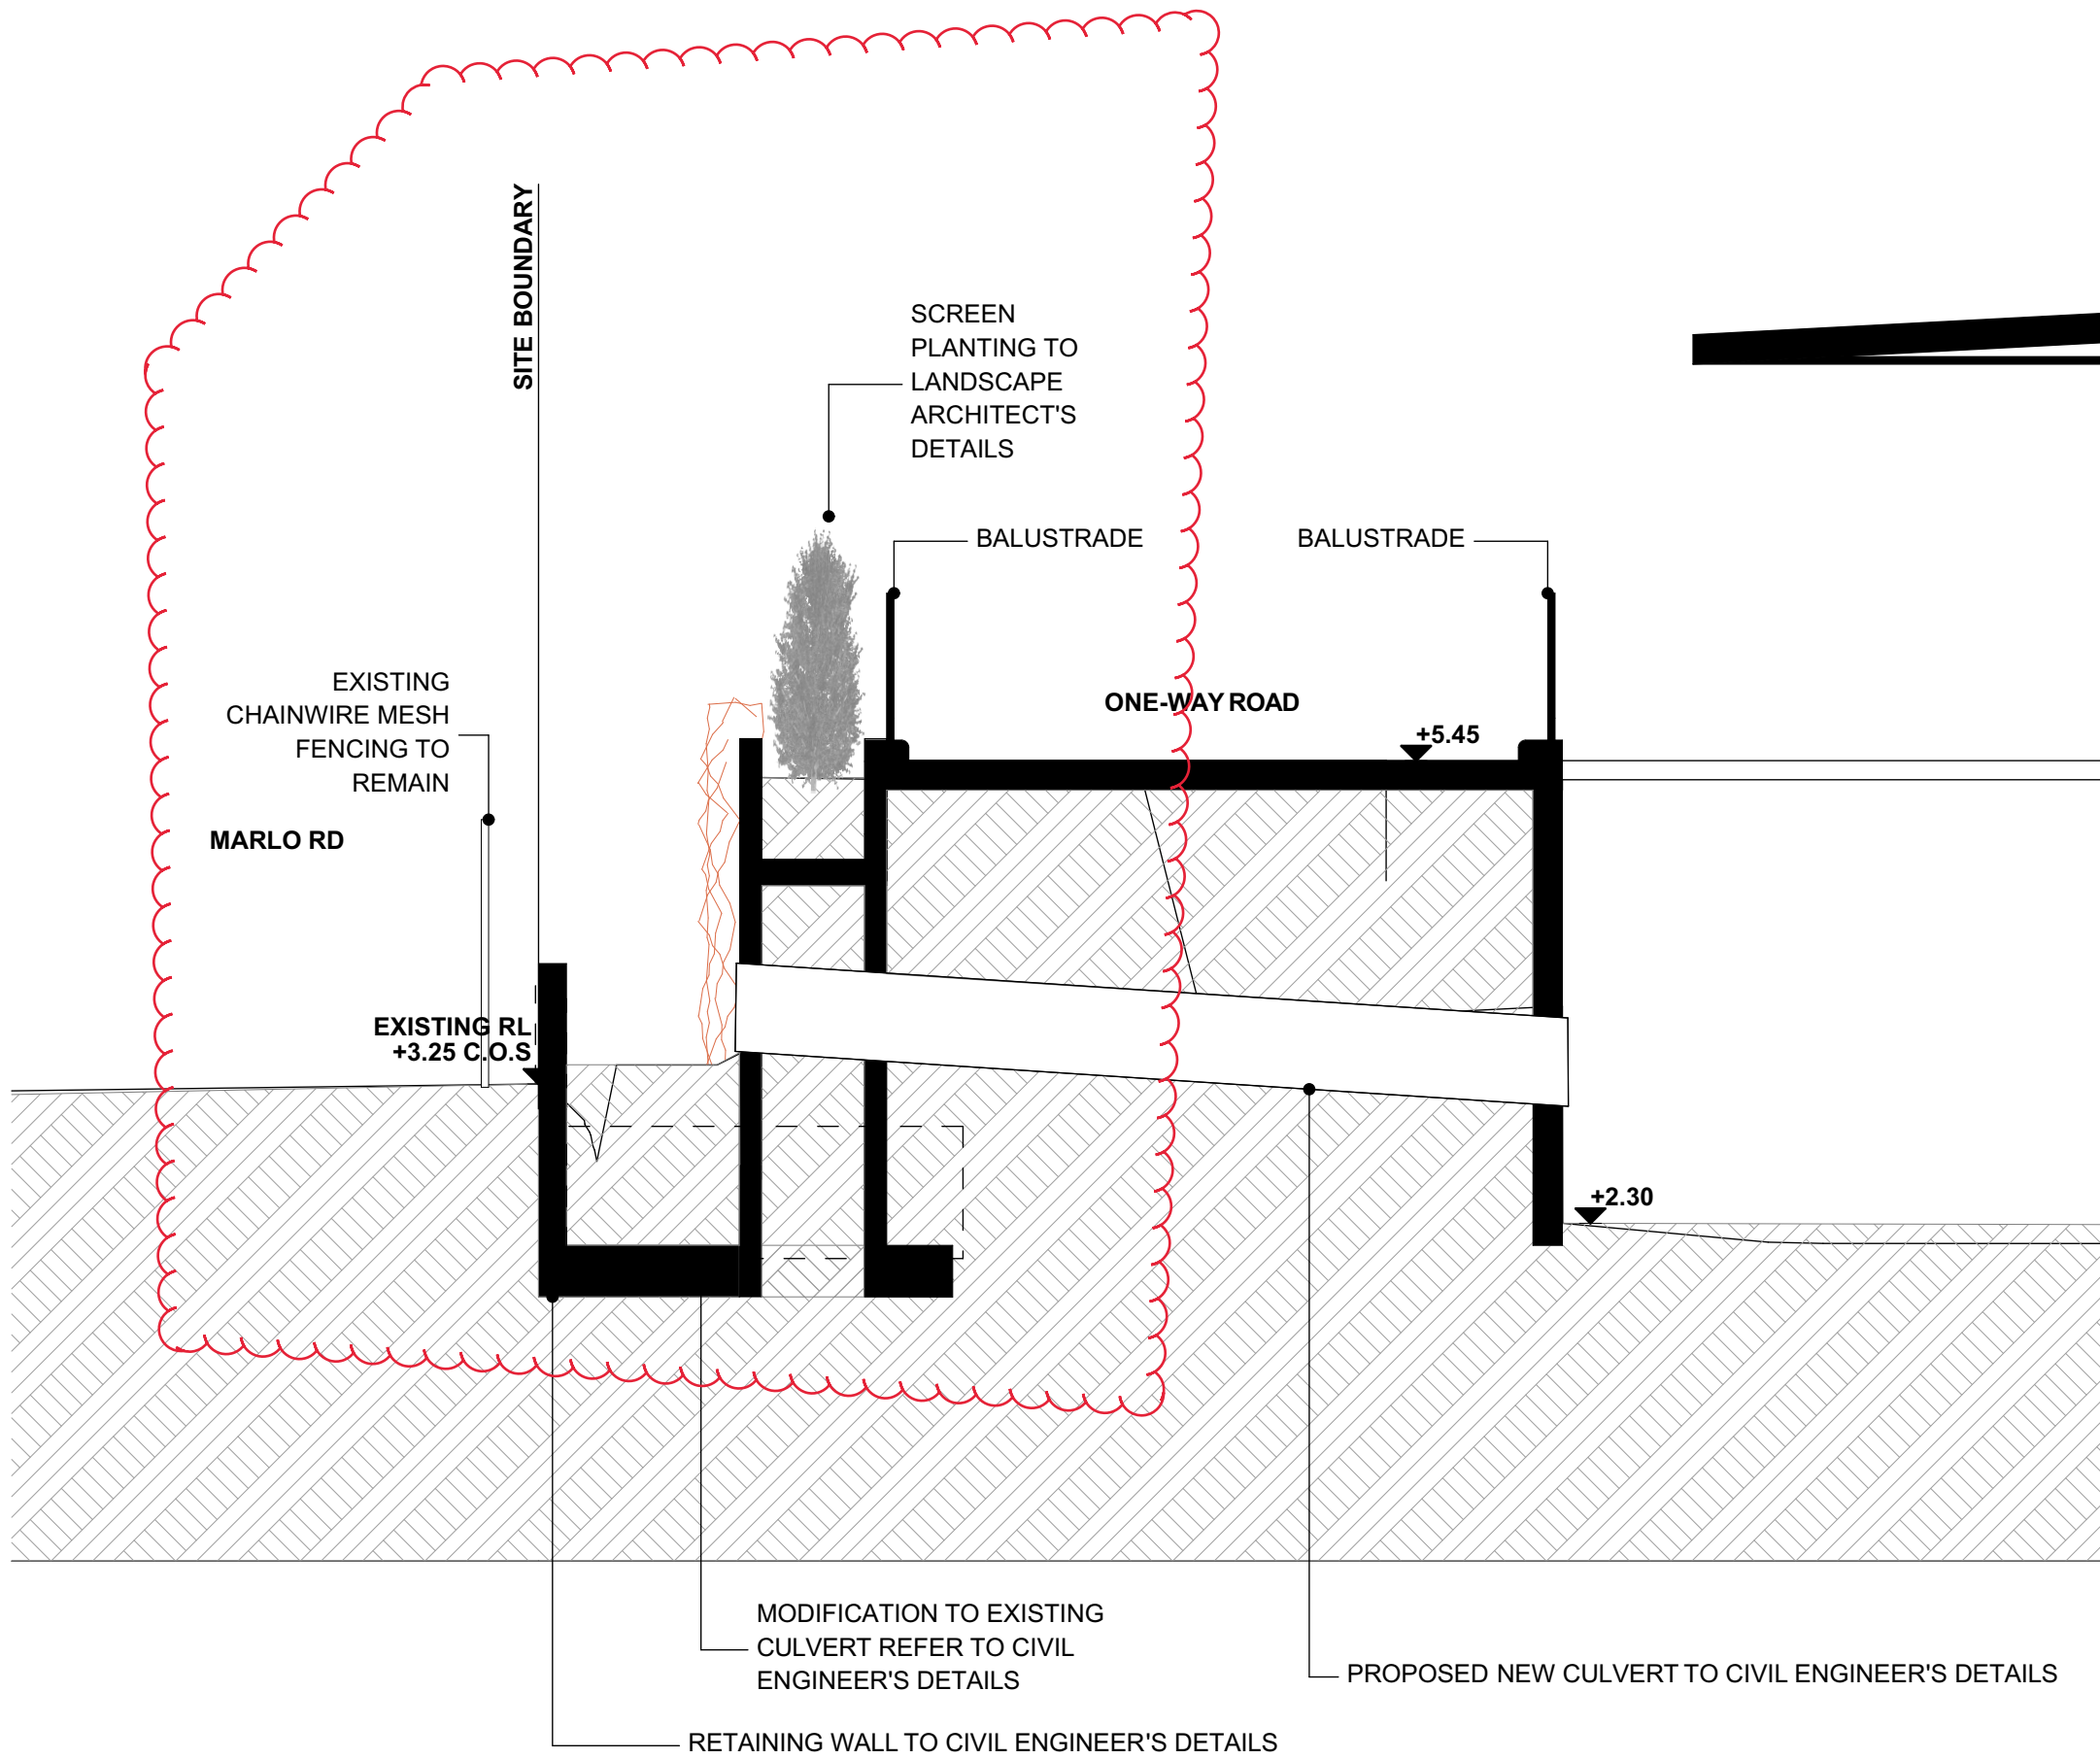 SITE BOUNDARY
SCREEN
PLANTING TO
LANDSCAPE
ARCHITECT'S
DETAILS
BALUSTRADE
BALUSTRADE
EXISTING
CHAINWIRE MESH
FENCING TO
REMAIN
ONE-WAY ROAD
+5.45
MARLO RD
EXISTING RL
+3.25 C.O.S
+2.30
MODIFICATION TO EXISTING
CULVERT REFER TO CIVIL
ENGINEER'S DETAILS
PROPOSED NEW CULVERT TO CIVIL ENGINEER'S DETAILS
RETAINING WALL TO CIVIL ENGINEER'S DETAILS